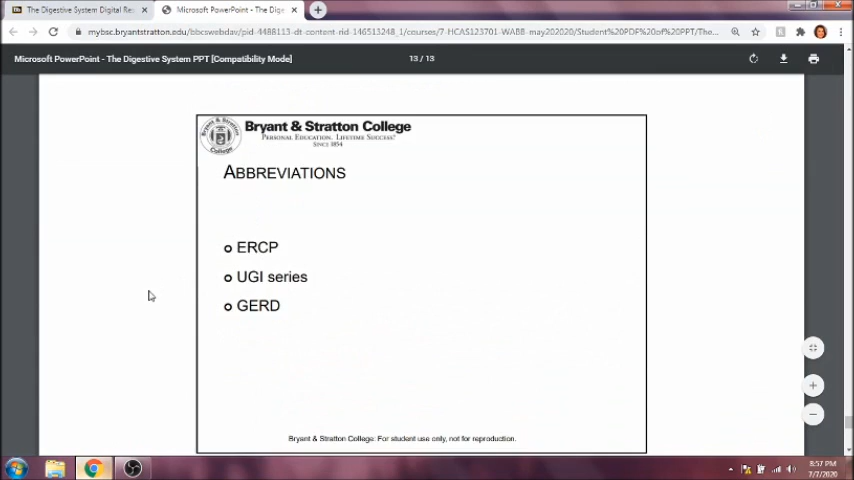 The Digestive System Digital Re
Microsoft PowerPoint - The Dige
mybsc.bryantstratton.edu/bbcswebdav/pid-4488113-dt-content-rid-146513248_1/courses/7-HCAS123701-WABB-may202020/Student%20PDF%20of%20PPT/The...
Microsoft PowerPoint - The Digestive System PPT [Compatibility Mode]
13 / 13
Bryant & Stratton College
PERSONAL EDUCATION. LIFETIME SUCCESS.®
SINCE 1854
ABBREVIATIONS
ERCP
UGI series
GERD
Bryant & Stratton College: For student use only, not for reproduction.
8:57 PM
7/7/2020